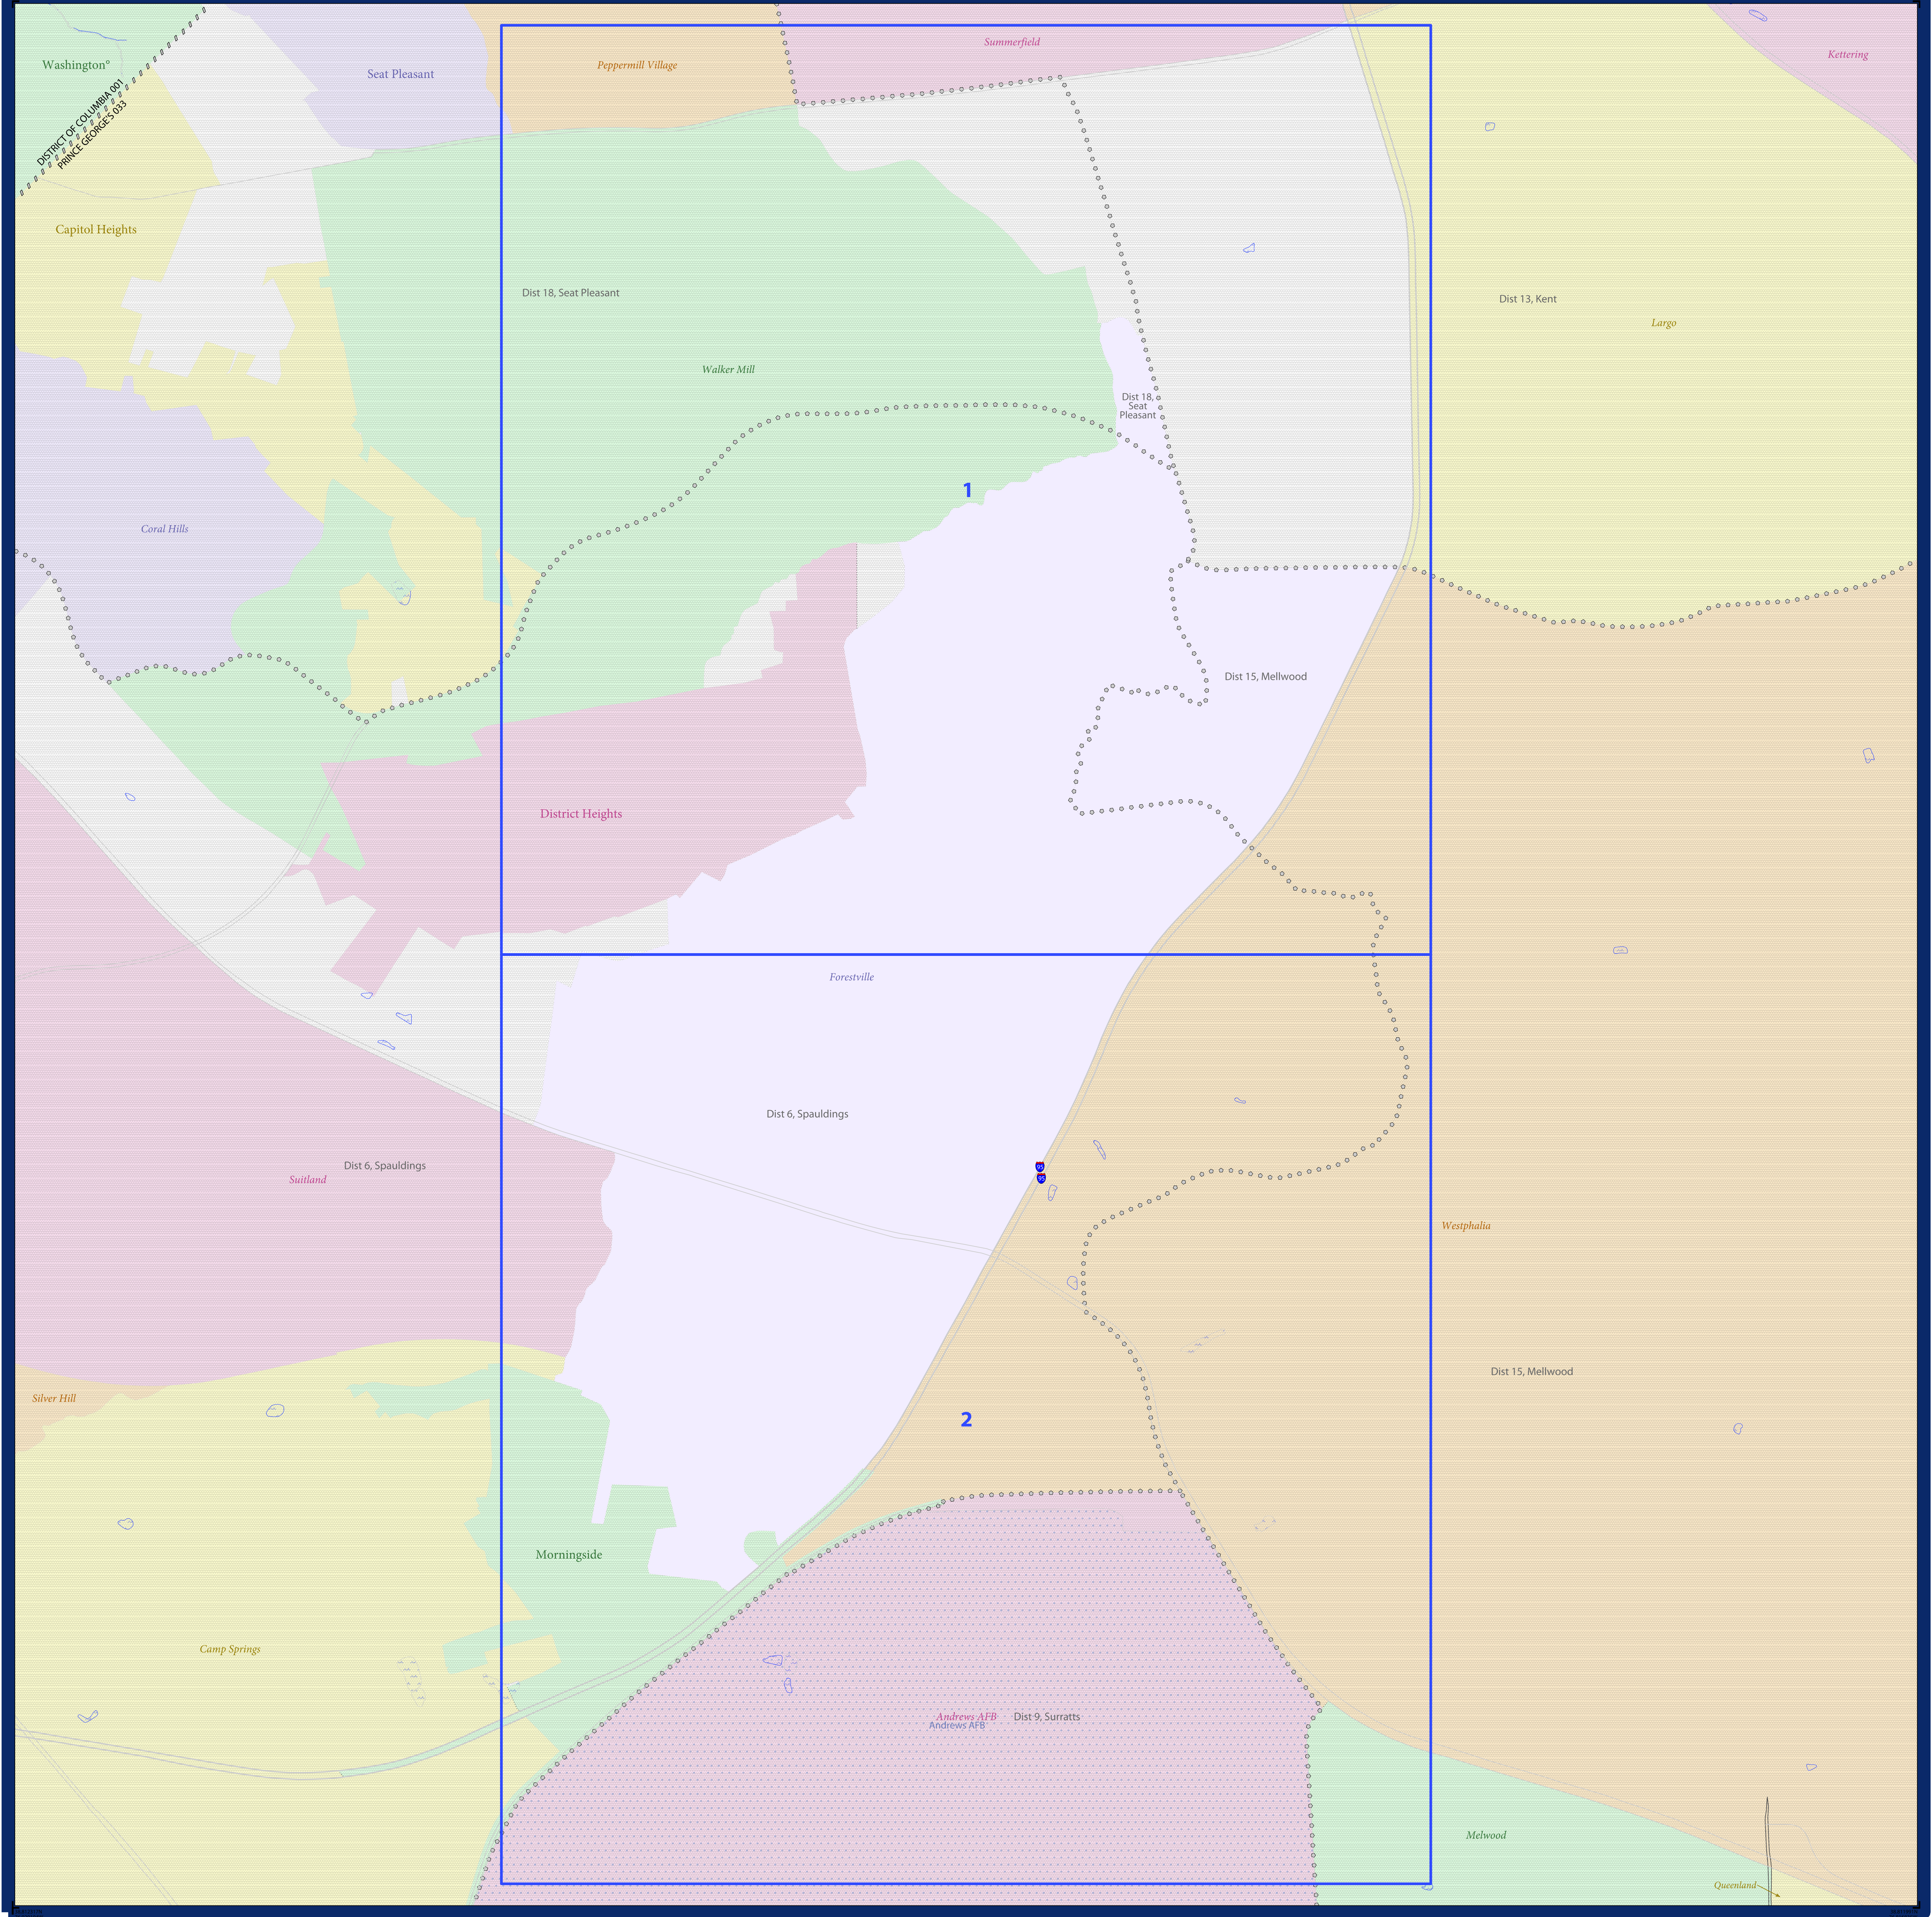 Summerfield
Kettering
Washington°
Peppermill Village
Seat Pleasant
DISTRICT OF COLUMBIA 001
PRINCE GEORGE'S 033
Capitol Heights
Dist 18, Seat Pleasant
Dist 13, Kent
Largo
Walker Mill
Dist 18,
Seat
Pleasant
1
Coral Hills
Dist 15, Mellwood
District Heights
Forestville
Dist 6, Spauldings
Dist 6, Spauldings
Suitland
95
95
Westphalia
Dist 15, Mellwood
Silver Hill
2
Morningside
Camp Springs
Andrews AFB
Dist 9, Surratts
Andrews AFB
Melwood
Queenland